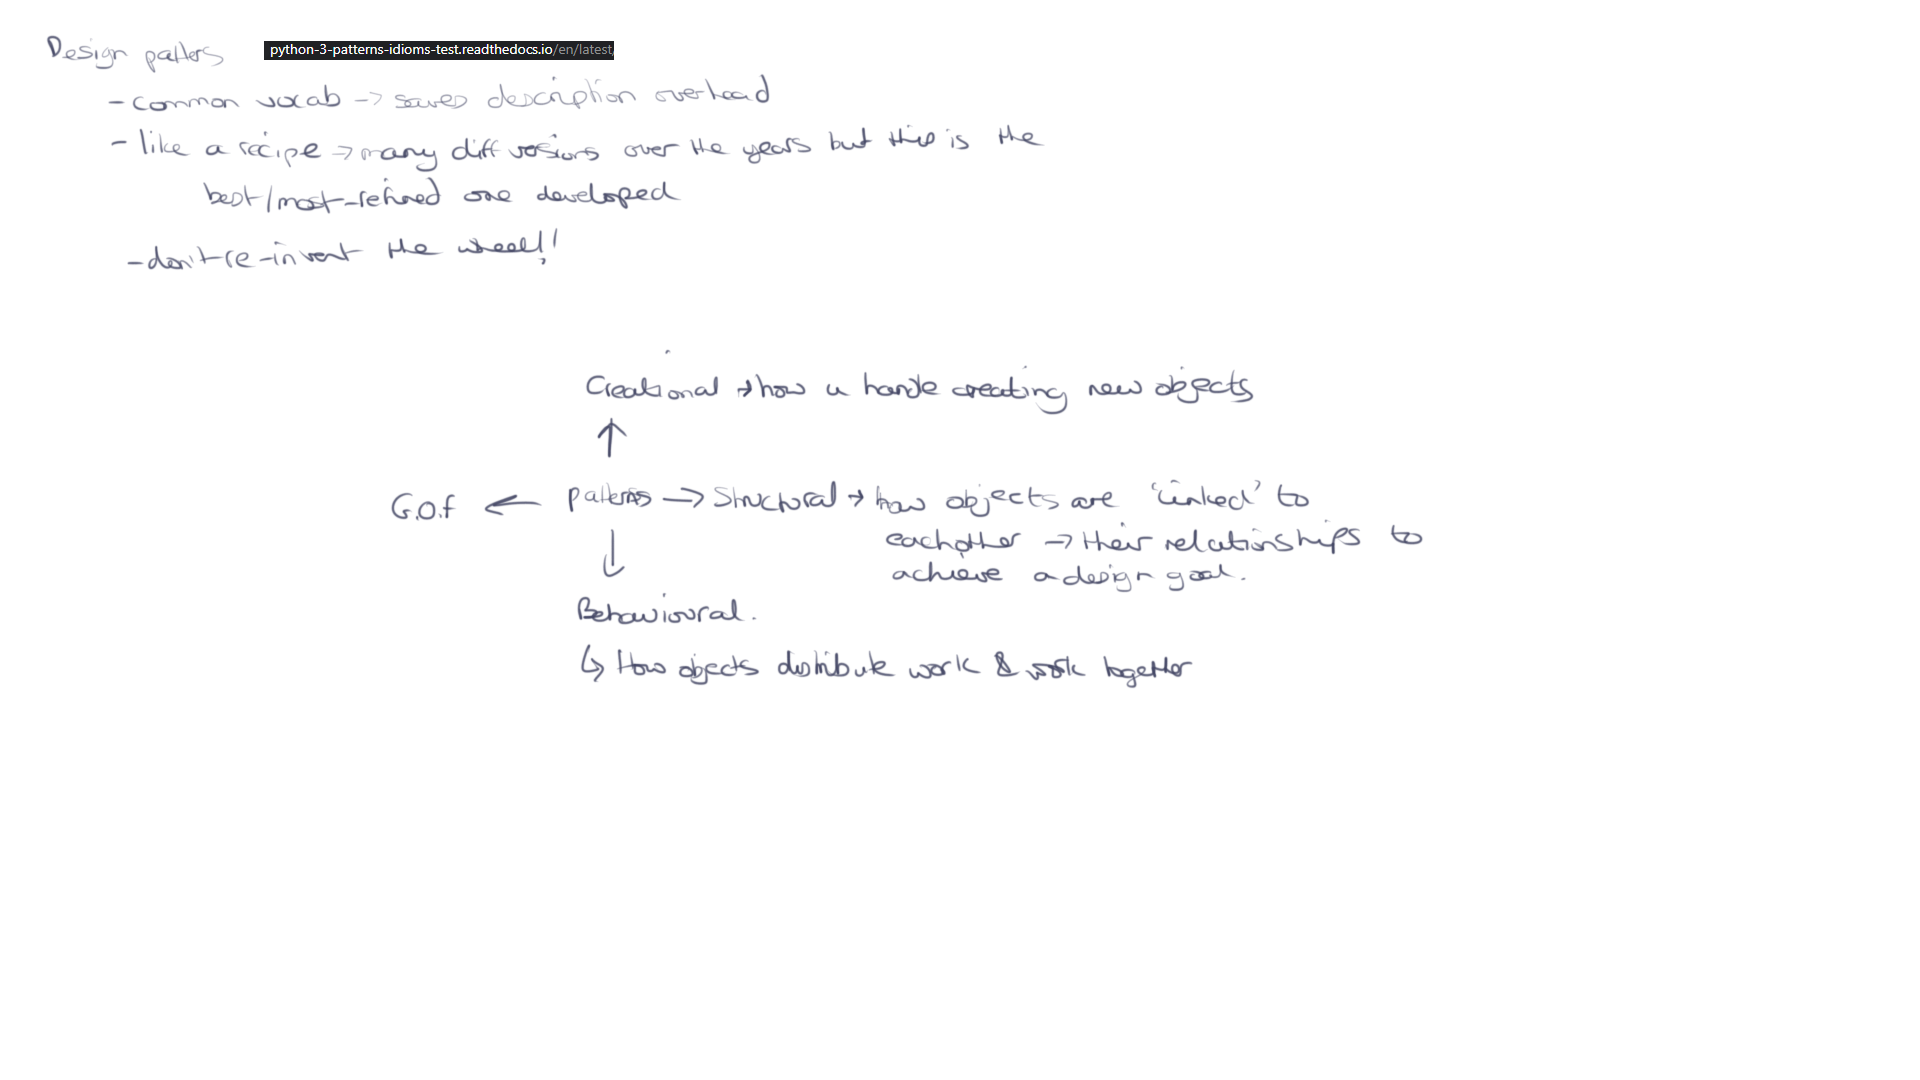 Design patters python-3-patterns-idioms-test.readthedocs.io/en/latest
- common vocab -> saves description overhead
- like a recipe -> many diff versions over the years but this is the
best/most-refined one developed
- don't re-invent the wheel!
Creational -> how u handle creating new objects
G.O.f <- patterns -> Structural -> how objects are 'linked' to
eachother -> their relationships to
achieve a design goal.
Behavioural.
↳ How objects distribute work & work together